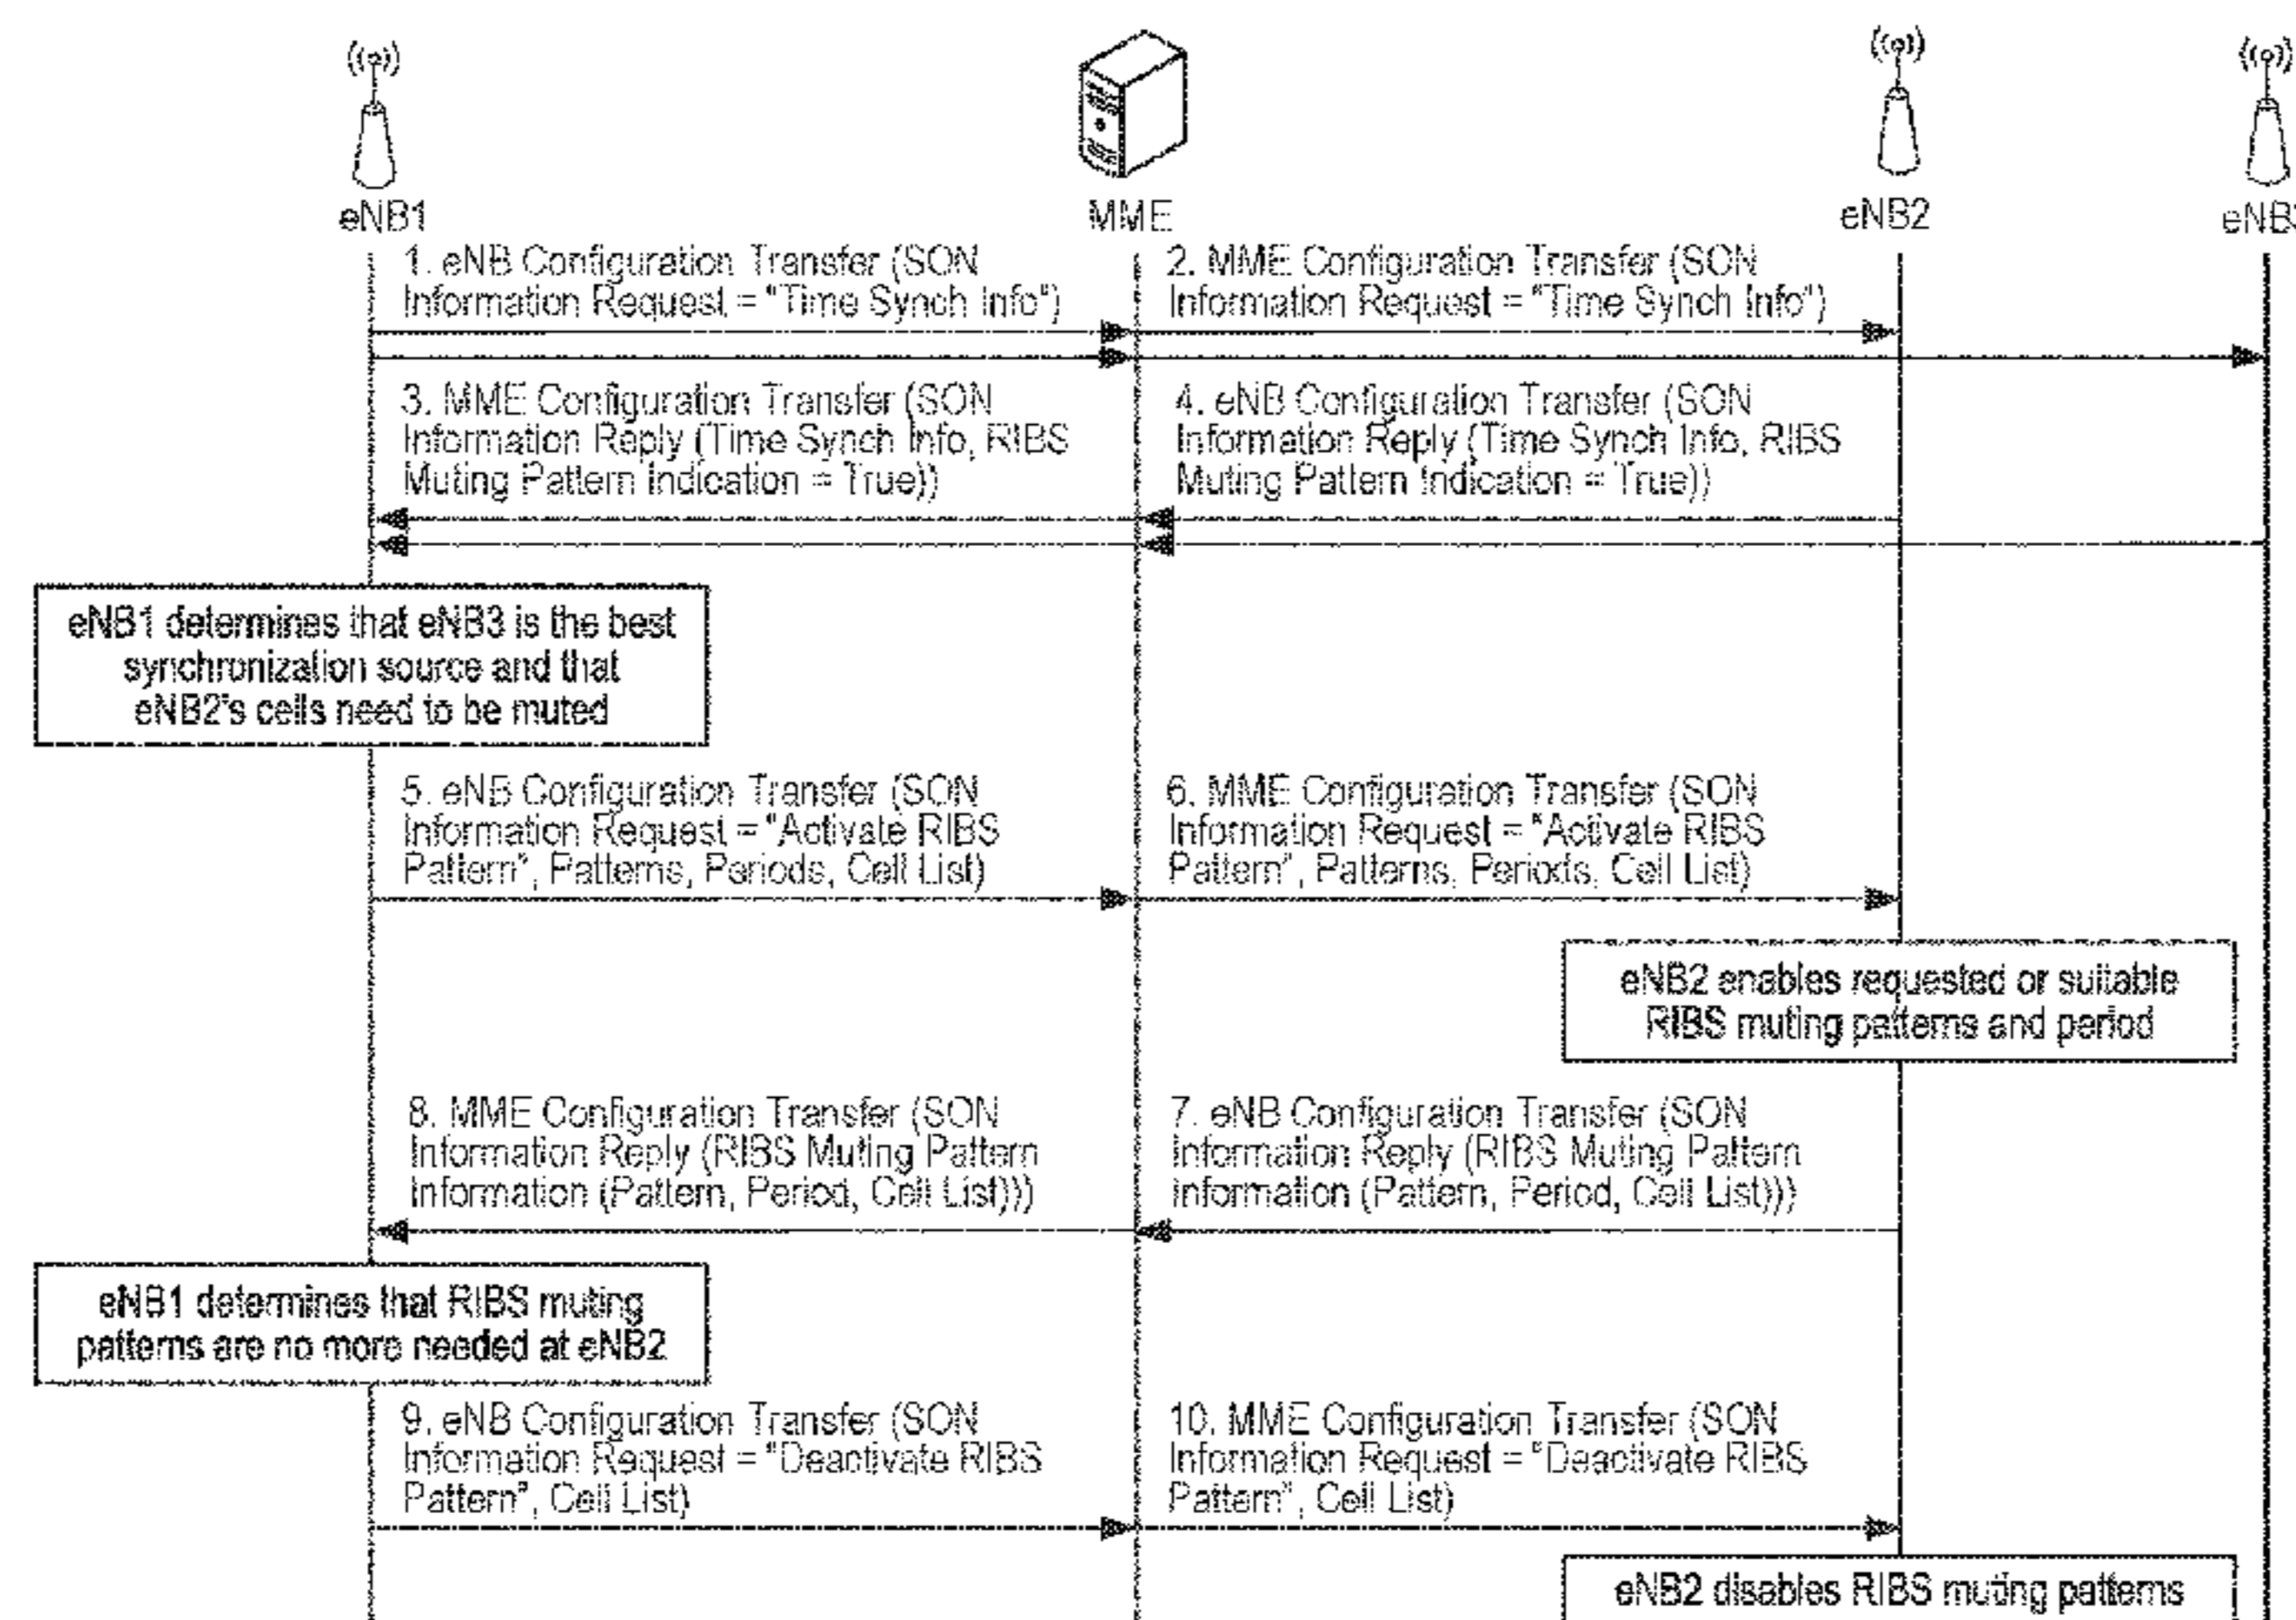 eNB1
MME
eNB2
1. eNB Configuration Transfer (SON
Information Request = "Time Synch Info")
2. MME Configuration Transfer (SON
Information Request = "Time Synch Info")
3. MME Configuration Transfer (SON
Information Reply (Time Synch Info, RIBS
Muting Pattern Indication = True))
4. eNB Configuration Transfer (SON
Information Reply (Time Synch Info, RIBS
Muting Pattern Indication = True))
eNB1 determines that eNB3 is the best
synchronization source and that
eNB2's cells need to be muted
5. eNB Configuration Transfer (SON
Information Request = "Activate RIBS
Pattern", Patterns, Periods, Cell List)
6. MME Configuration Transfer (SON
Information Request = "Activate RIBS
Pattern", Patterns, Periods, Cell List)
eNB2 enables requested or suitable
RIBS muting patterns and period
8. MME Configuration Transfer (SON
Information Reply (RIBS Muting Pattern
Information (Pattern, Period, Cell List)))
7. eNB Configuration Transfer (SON
Information Reply (RIBS Muting Pattern
Information (Pattern, Period, Cell List)))
eNB1 determines that RIBS muting
patterns are no more needed at eNB2
9. eNB Configuration Transfer (SON
Information Request = "Deactivate RIBS
Pattern", Cell List)
10. MME Configuration Transfer (SON
Information Request = "Deactivate RIBS
Pattern", Cell List)
eNB2 disables RIBS muting patterns